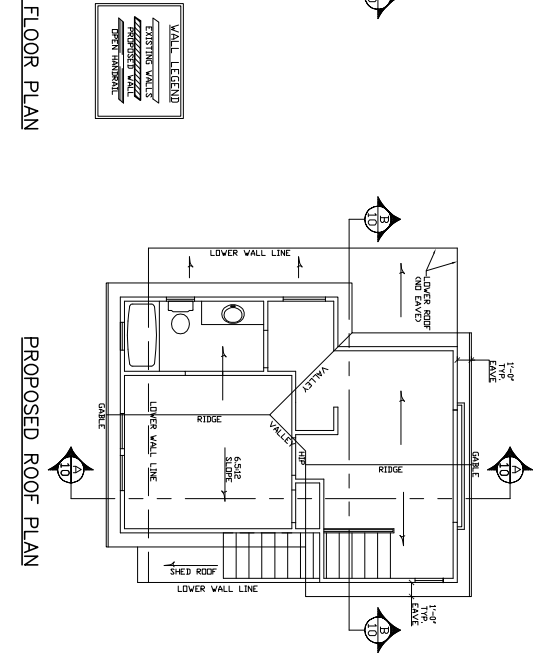 FLOOR PLAN
WALL LEGEND
EXISTING WALLS
PROPOSED WALL
OPEN HANDRAIL
10
B
10
LOWER WALL LINE
LOWER ROOF
(NO EAVE)
1'-0"
TYP.
EAVE
VALLEY
GABLE
RIDGE
LOWER WALL LINE
VALLEY
HIP
6.5:12
SLOPE
RIDGE
GABLE
A
10
A
10
SHED ROOF
LOWER WALL LINE
1'-0"
TYP.
EAVE
B
10
PROPOSED ROOF PLAN